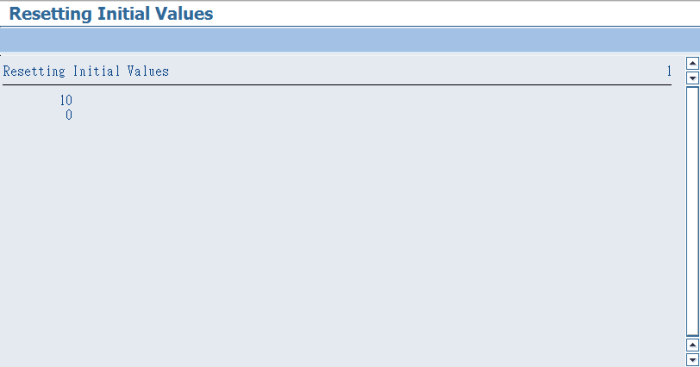 Resetting Initial Values
Resetting Initial Values 1
10
0